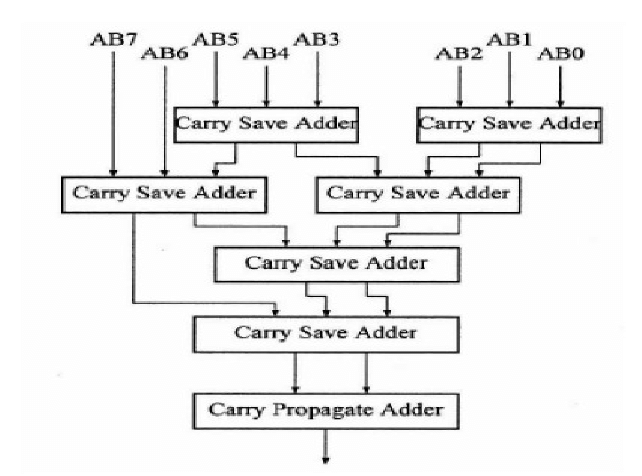 AB7 AB6 AB5 AB4 AB3 AB2 AB1 AB0
Carry Save Adder Carry Save Adder
Carry Save Adder Carry Save Adder
Carry Save Adder
Carry Save Adder
Carry Propagate Adder